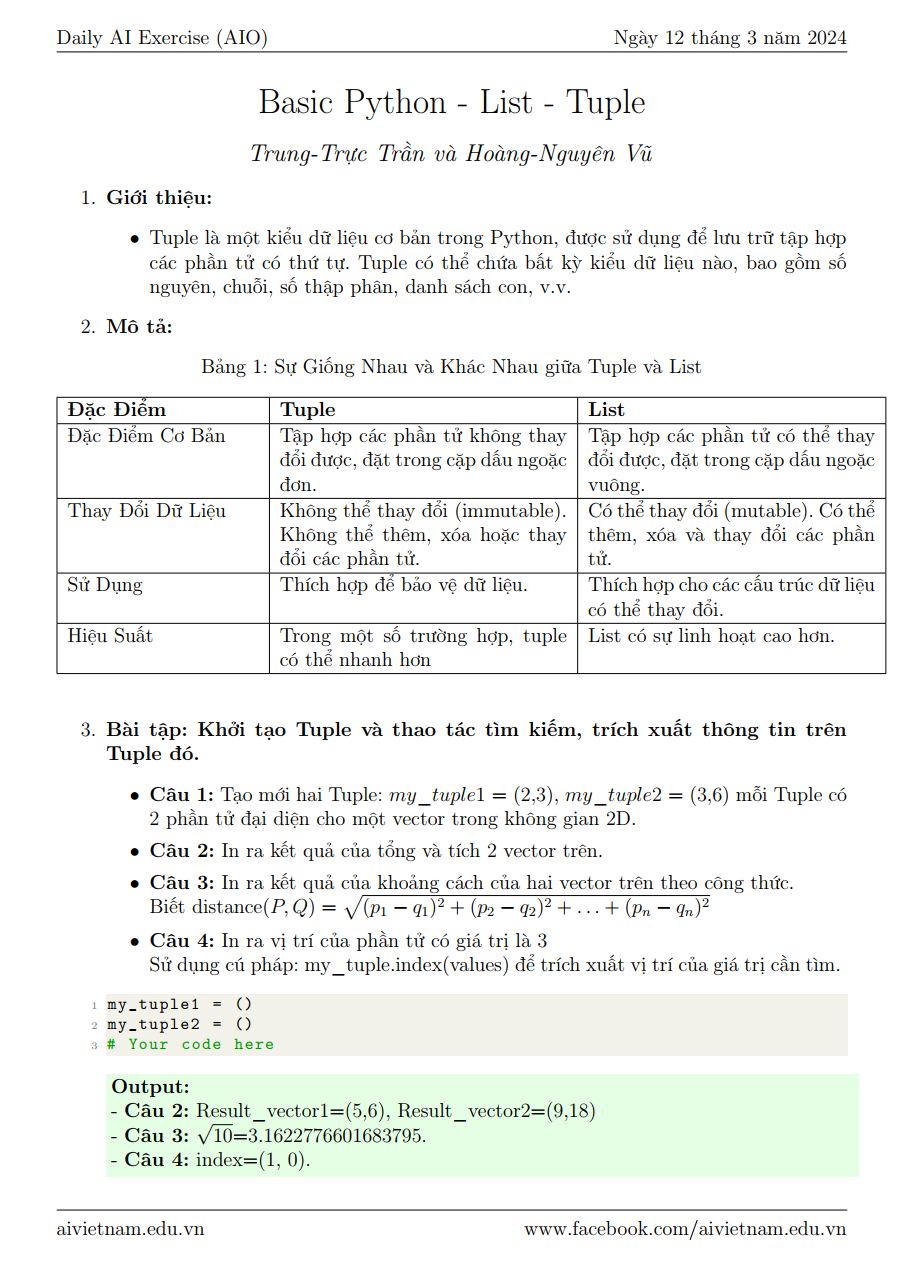 Daily AI Exercise (AIO) Ngày 12 tháng 3 năm 2024
Basic Python - List - Tuple
Trung-Trực Trần và Hoàng-Nguyên Vũ
1. Giới thiệu:
• Tuple là một kiểu dữ liệu cơ bản trong Python, được sử dụng để lưu trữ tập hợp
các phần tử có thứ tự. Tuple có thể chứa bất kỳ kiểu dữ liệu nào, bao gồm số
nguyên, chuỗi, số thập phân, danh sách con, v.v.
2. Mô tả:
Bảng 1: Sự Giống Nhau và Khác Nhau giữa Tuple và List
Đặc Điểm Tuple List
Đặc Điểm Cơ Bản Tập hợp các phần tử không thay Tập hợp các phần tử có thể thay
đổi được, đặt trong cặp dấu ngoặc đổi được, đặt trong cặp dấu ngoặc
đơn. vuông.
Thay Đổi Dữ Liệu Không thể thay đổi (immutable). Có thể thay đổi (mutable). Có thể
Không thể thêm, xóa hoặc thay thêm, xóa và thay đổi các phần
đổi các phần tử. tử.
Sử Dụng Thích hợp để bảo vệ dữ liệu. Thích hợp cho các cấu trúc dữ liệu
có thể thay đổi.
Hiệu Suất Trong một số trường hợp, tuple List có sự linh hoạt cao hơn.
có thể nhanh hơn
3. Bài tập: Khởi tạo Tuple và thao tác tìm kiếm, trích xuất thông tin trên
Tuple đó.
• Câu 1: Tạo mới hai Tuple: my_tuple1 = (2,3), my_tuple2 = (3,6) mỗi Tuple có
2 phần tử đại diện cho một vector trong không gian 2D.
• Câu 2: In ra kết quả của tổng và tích 2 vector trên.
• Câu 3: In ra kết quả của khoảng cách của hai vector trên theo công thức.
Biết distance(P, Q) = √(p₁ − q₁)² + (p₂ − q₂)² + . . . + (pₙ − qₙ)²
• Câu 4: In ra vị trí của phần tử có giá trị là 3
Sử dụng cú pháp: my_tuple.index(values) để trích xuất vị trí của giá trị cần tìm.
1 my_tuple1 = ()
2 my_tuple2 = ()
3 # Your code here
Output:
- Câu 2: Result_vector1=(5,6), Result_vector2=(9,18)
- Câu 3: √10=3.1622776601683795.
- Câu 4: index=(1, 0).
aivietnam.edu.vn www.facebook.com/aivietnam.edu.vn